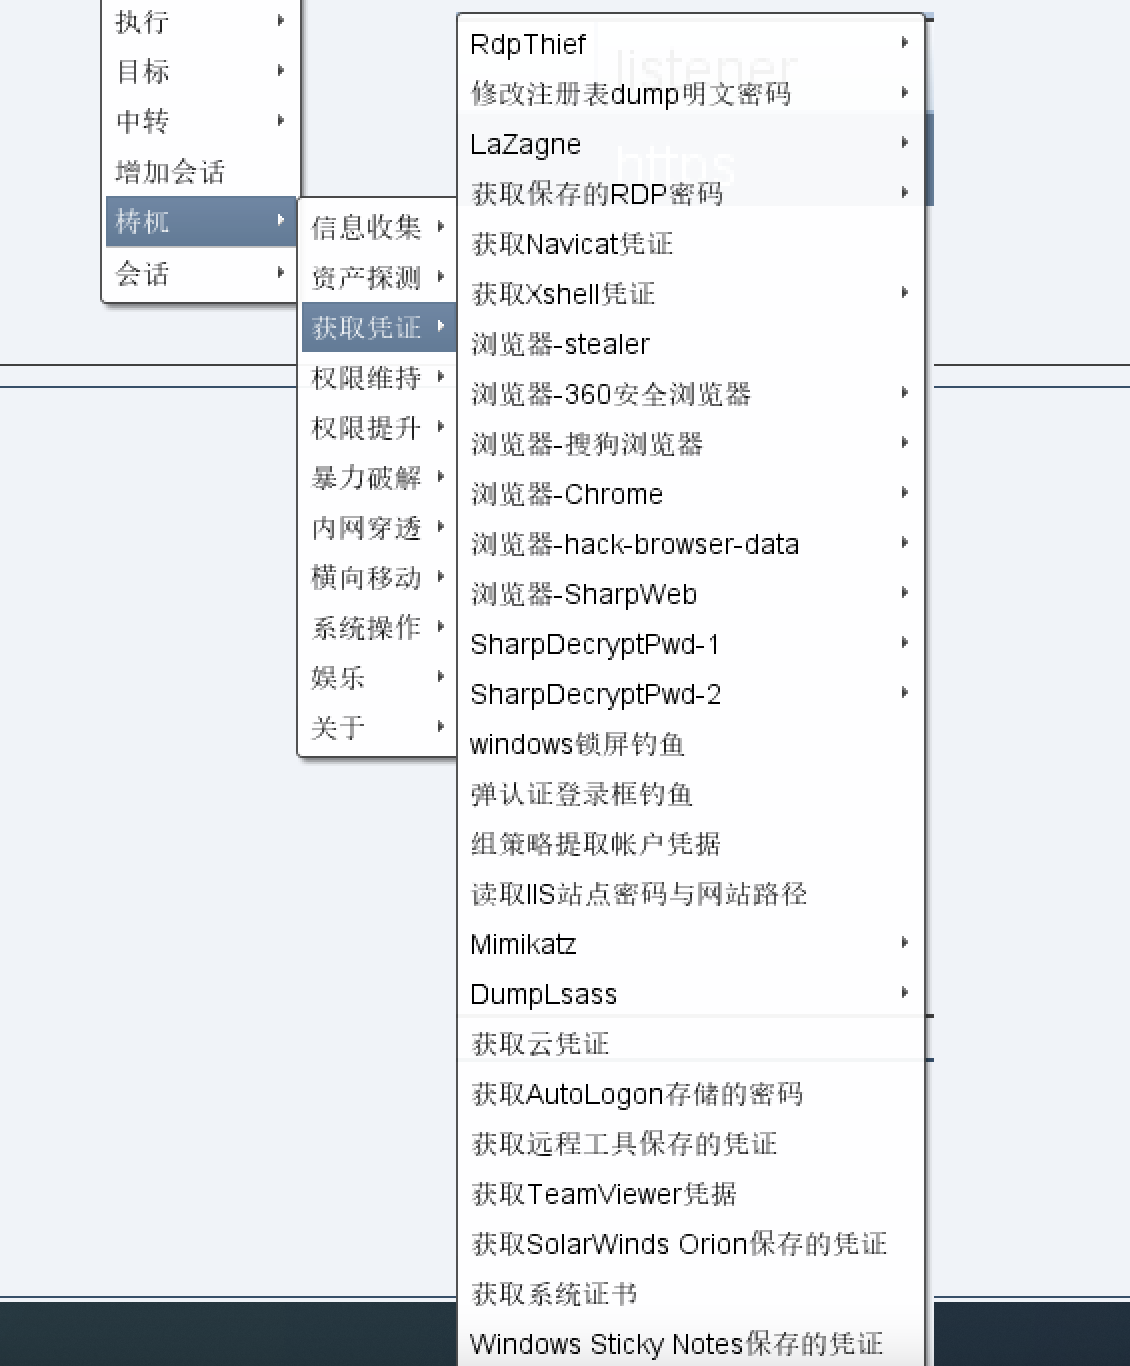 执行
目标
中转
增加会话
梼杌
会话
信息收集
资产探测
获取凭证
权限维持
权限提升
暴力破解
内网穿透
横向移动
系统操作
娱乐
关于
listener
https
RdpThief
修改注册表dump明文密码
LaZagne
获取保存的RDP密码
获取Navicat凭证
获取Xshell凭证
浏览器-stealer
浏览器-360安全浏览器
浏览器-搜狗浏览器
浏览器-Chrome
浏览器-hack-browser-data
浏览器-SharpWeb
SharpDecryptPwd-1
SharpDecryptPwd-2
windows锁屏钓鱼
弹认证登录框钓鱼
组策略提取帐户凭据
读取IIS站点密码与网站路径
Mimikatz
DumpLsass
获取云凭证
获取AutoLogon存储的密码
获取远程工具保存的凭证
获取TeamViewer凭据
获取SolarWinds Orion保存的凭证
获取系统证书
Windows Sticky Notes保存的凭证